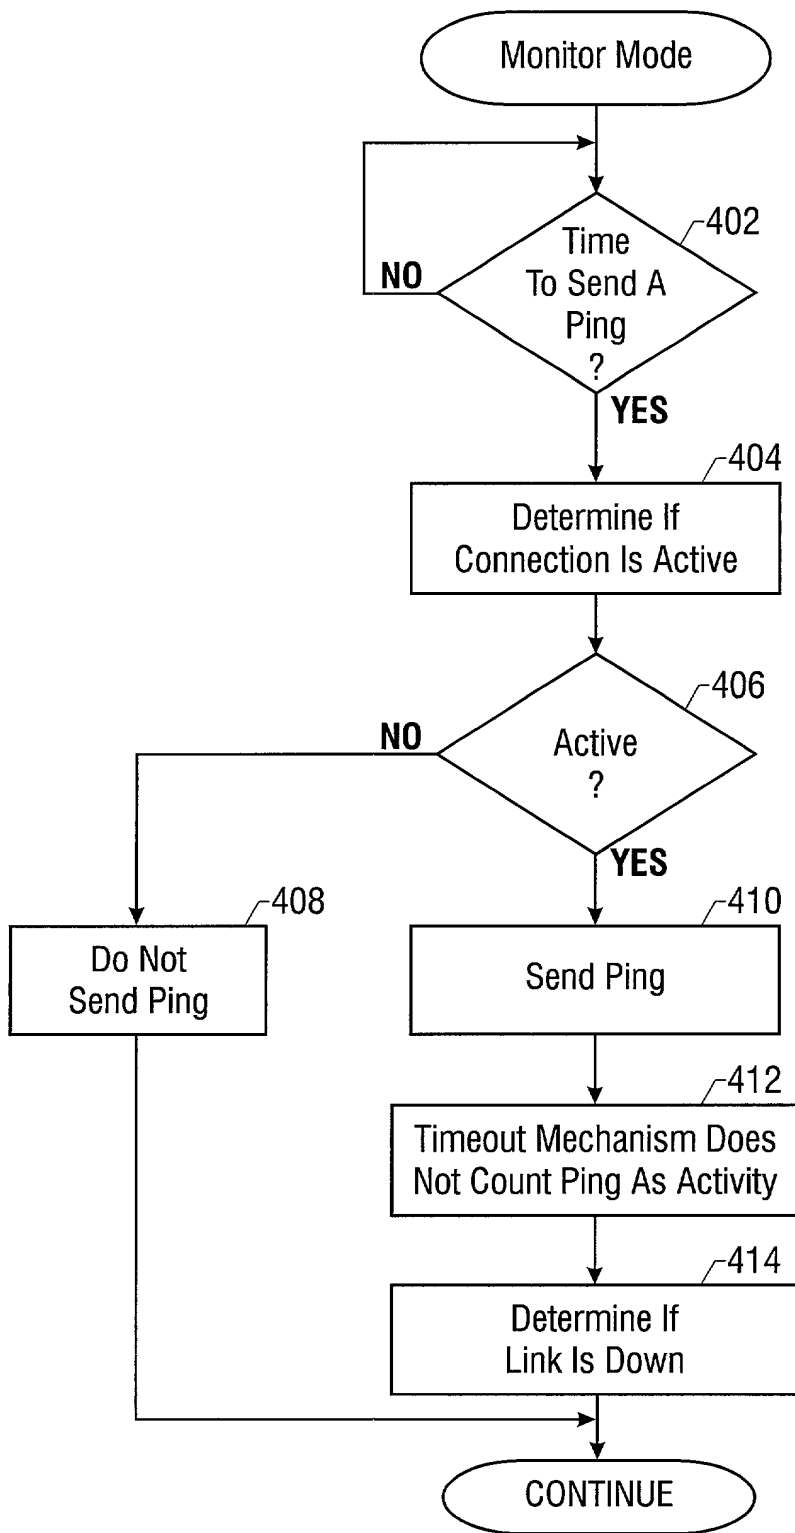 Monitor Mode
402
Time
To Send A
Ping
?
NO
YES
404
Determine If
Connection Is Active
406
Active
?
NO
YES
408
Do Not
Send Ping
410
Send Ping
412
Timeout Mechanism Does
Not Count Ping As Activity
414
Determine If
Link Is Down
CONTINUE